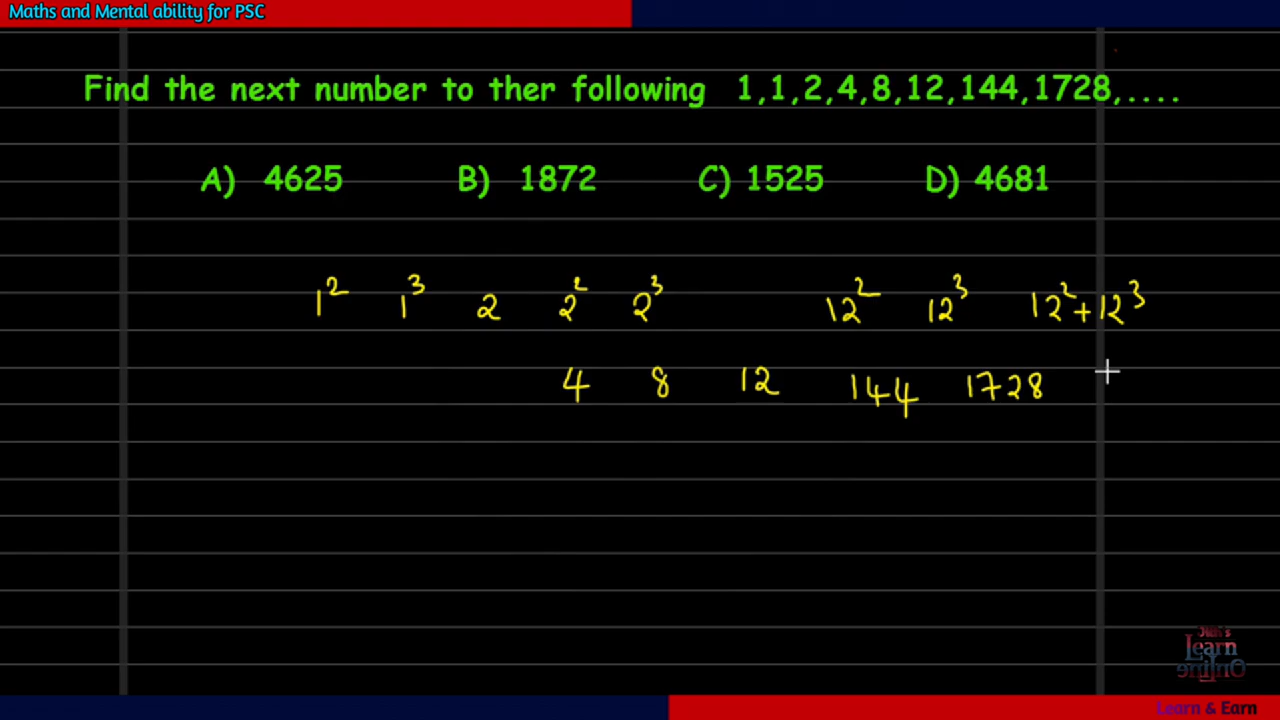 Maths and Mental ability for PSC
Find the next number to ther following 1,1,2,4,8,12,144,1728,....
A) 4625 B) 1872 C) 1525 D) 4681
1² 1³ 2 2² 2³ 12² 12³ 12²+12³
4 8 12 144 1728
Learn
Online
Learn & Earn